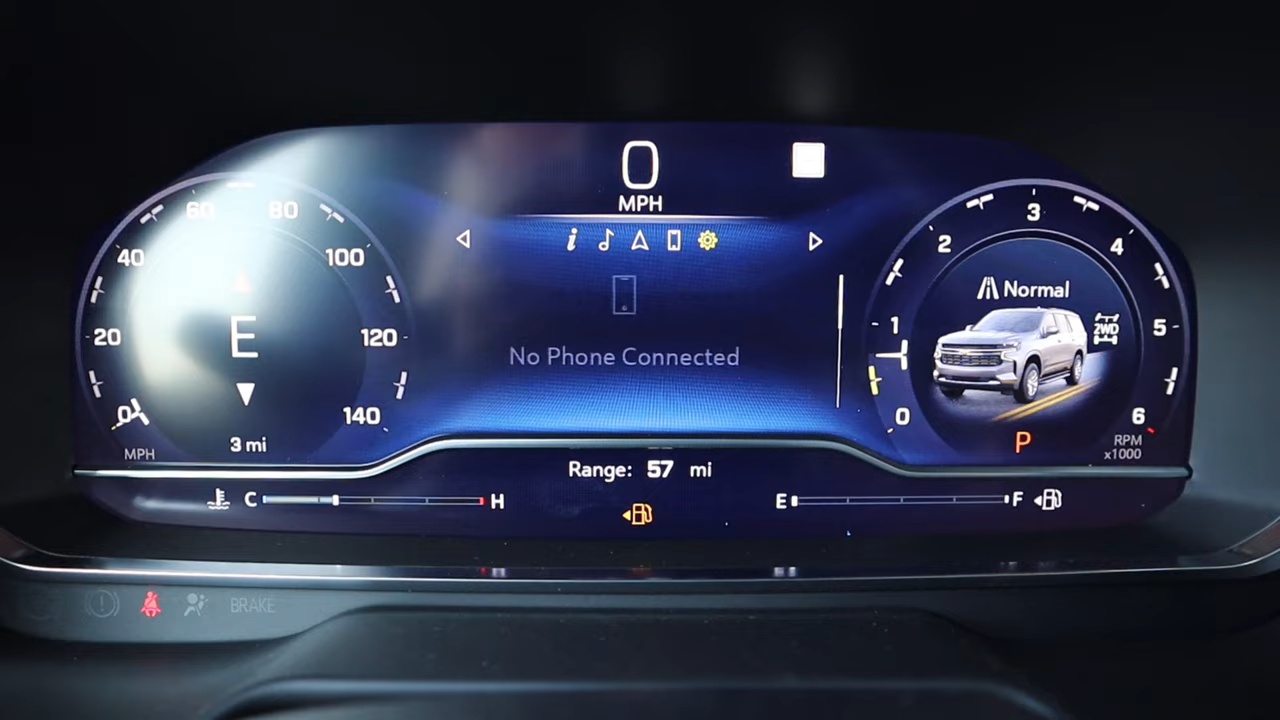 0
MPH
60
80
40
100
20
E
120
0
140
3 mi
MPH
No Phone Connected
3
2
4
Normal
1
2WD
5
0
6
P
RPM
x1000
Range: 57 mi
C
H
E
F
BRAKE